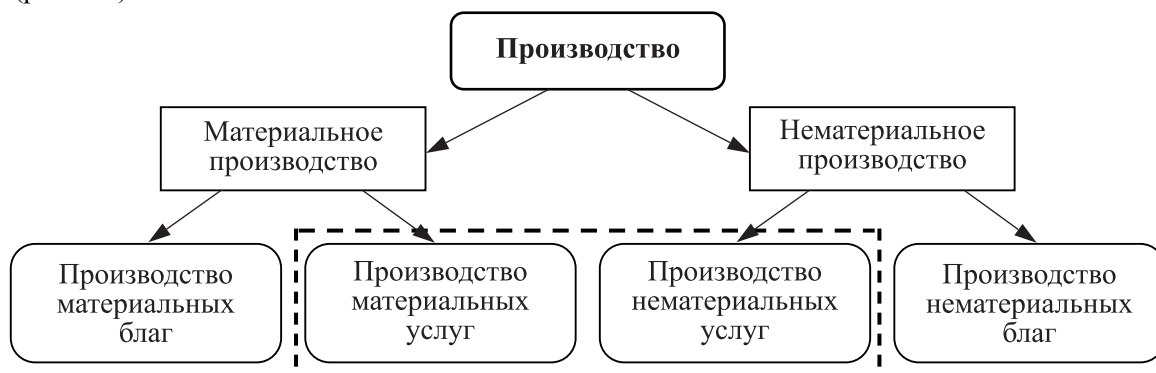 Производство
Материальное
производство
Нематериальное
производство
Производство
материальных
благ
Производство
материальных
услуг
Производство
нематериальных
услуг
Производство
нематериальных
благ